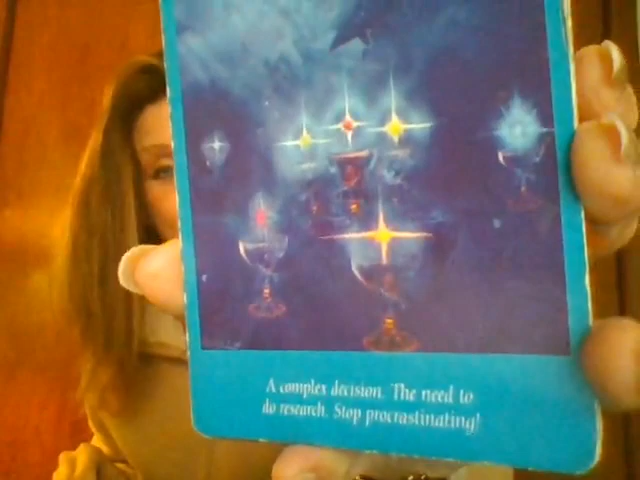 A complex decision. The need to
do research. Stop procrastinating!